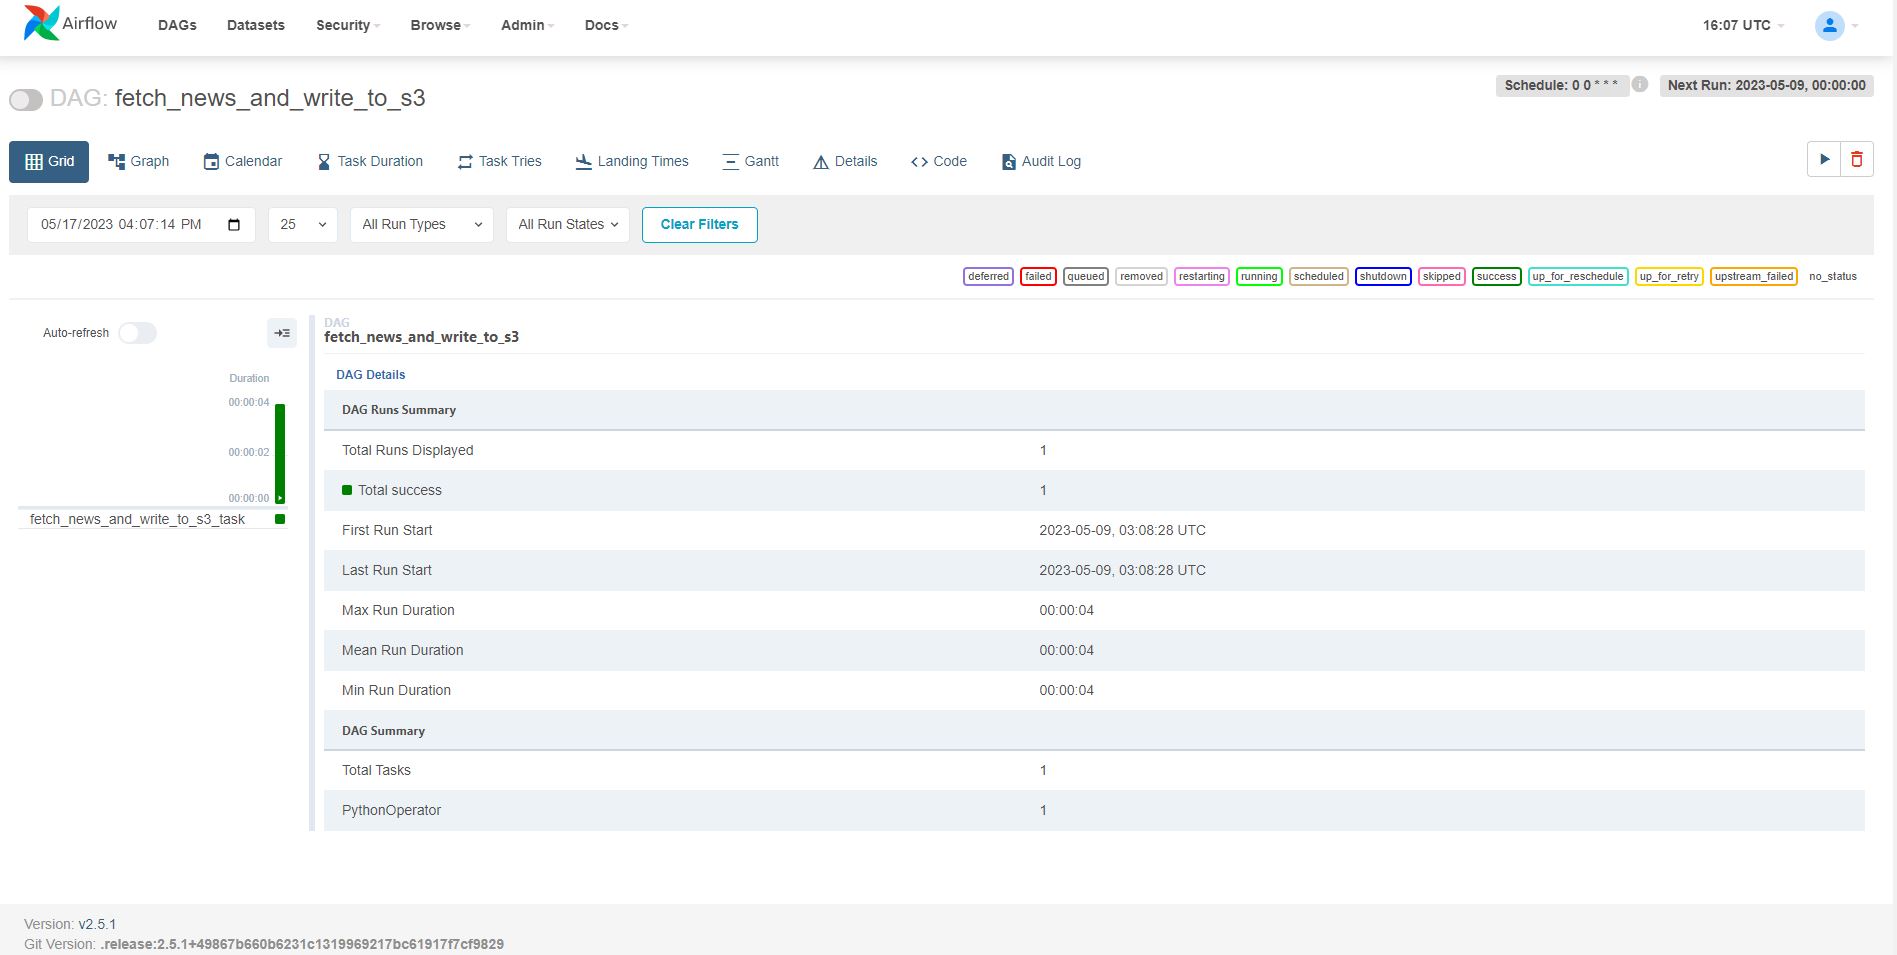 Airflow DAGs Datasets Security Browse Admin Docs 16:07 UTC
DAG: fetch_news_and_write_to_s3
Schedule: 0 0 * * * i Next Run: 2023-05-09, 00:00:00
Grid Graph Calendar Task Duration Task Tries Landing Times Gantt Details Code Audit Log
05/17/2023 04:07:14 PM 25 All Run Types All Run States Clear Filters
deferred failed queued removed restarting running scheduled shutdown skipped success up_for_reschedule up_for_retry upstream_failed no_status
Auto-refresh
Duration
00:00:04
00:00:02
00:00:00
fetch_news_and_write_to_s3_task
DAG
fetch_news_and_write_to_s3
DAG Details
DAG Runs Summary
Total Runs Displayed 1
Total success 1
First Run Start 2023-05-09, 03:08:28 UTC
Last Run Start 2023-05-09, 03:08:28 UTC
Max Run Duration 00:00:04
Mean Run Duration 00:00:04
Min Run Duration 00:00:04
DAG Summary
Total Tasks 1
PythonOperator 1
Version: v2.5.1
Git Version: .release:2.5.1+49867b660b6231c1319969217bc61917f7cf9829